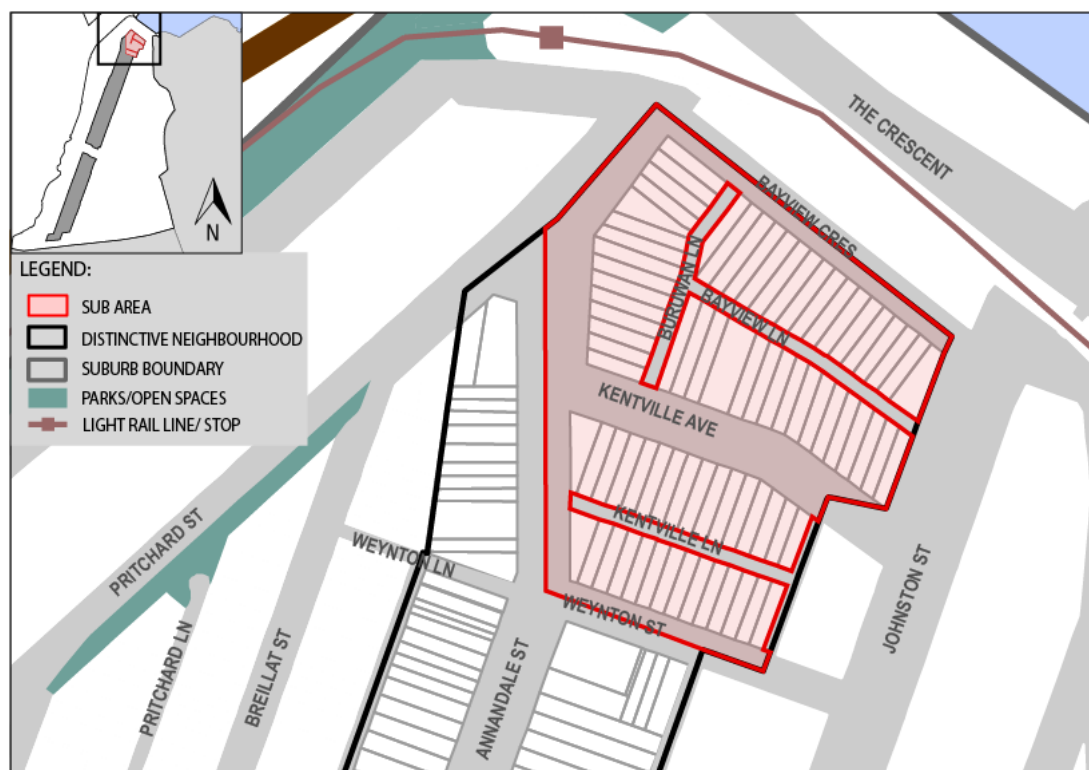 N
LEGEND:
SUB AREA
DISTINCTIVE NEIGHBOURHOOD
SUBURB BOUNDARY
PARKS/OPEN SPACES
LIGHT RAIL LINE/ STOP
THE CRESCENT
BAYVIEW CRES
BURUWAN LN
BAYVIEW LN
KENTVILLE AVE
KENTVILLE LN
WEYNTON LN
WEYNTON ST
PRITCHARD ST
PRITCHARD LN
BREILLAT ST
ANNANDALE ST
JOHNSTON ST